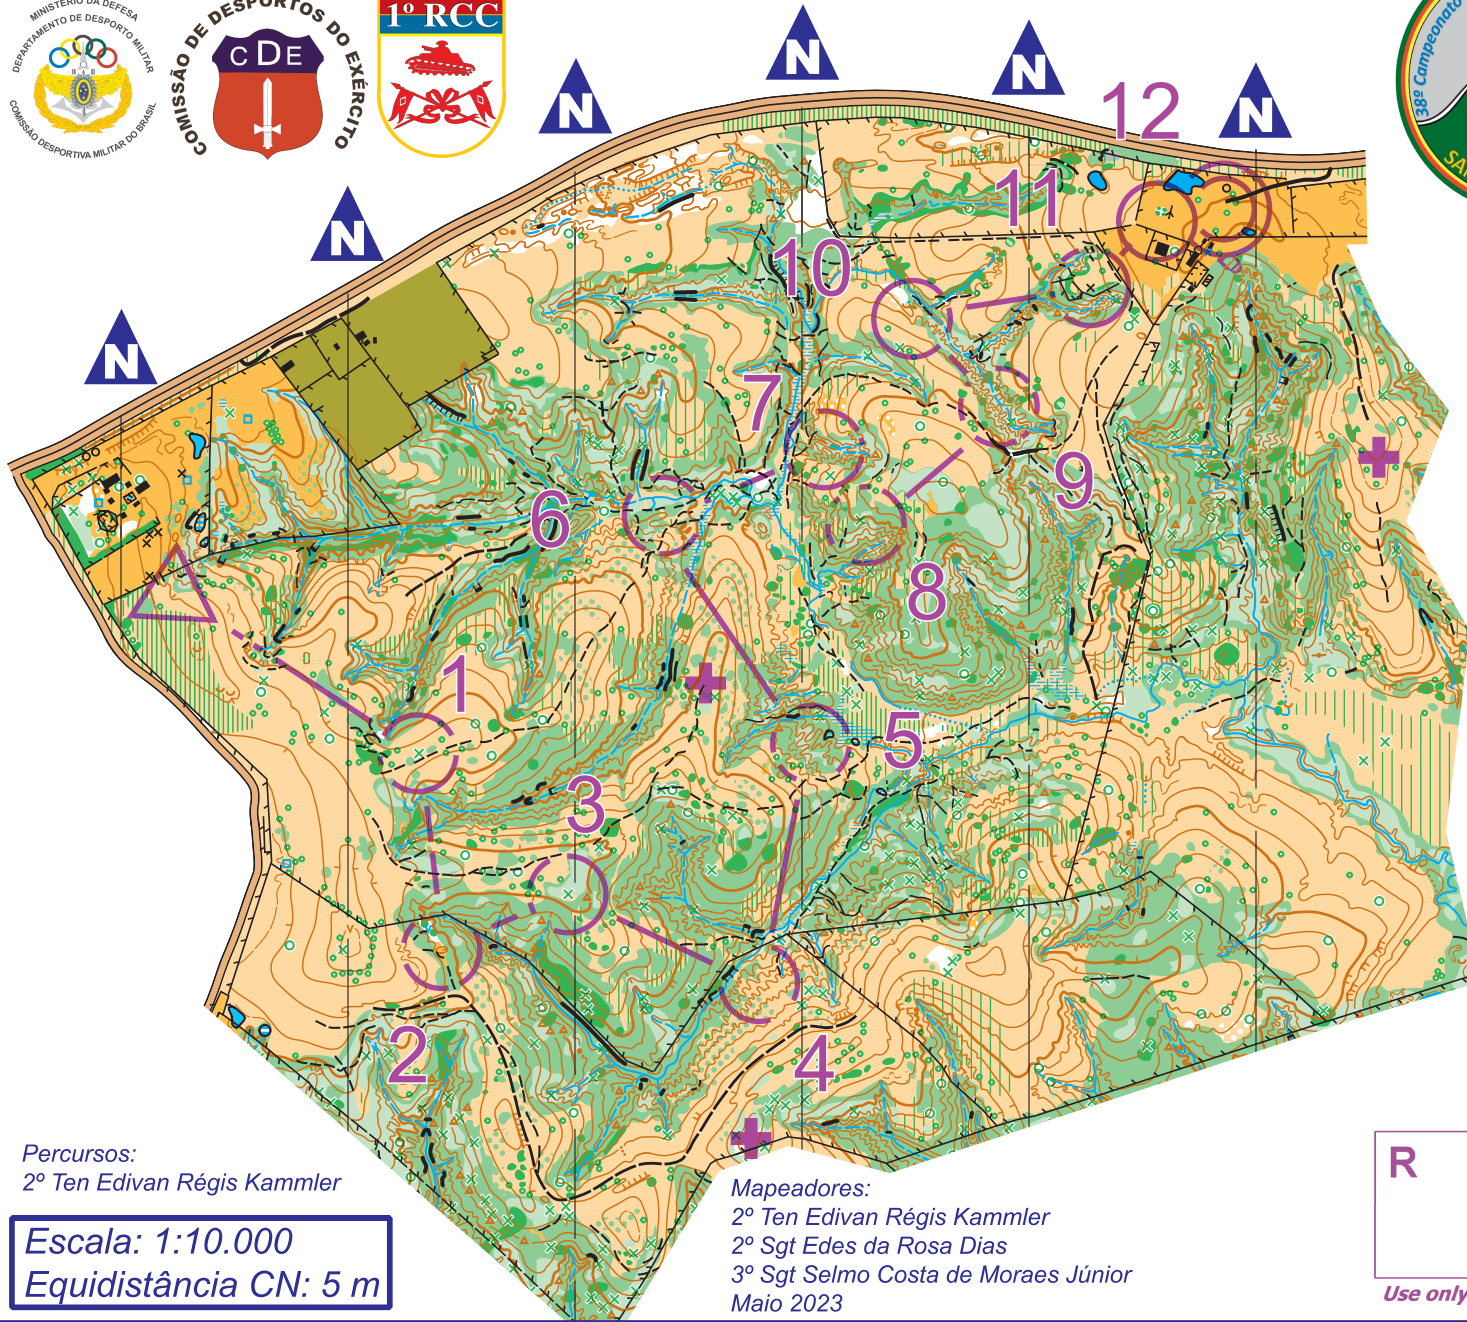 MINISTÉRIO DA DEFESA
DEPARTAMENTO DE DESPORTO MILITAR
COMISSÃO DESPORTIVA MILITAR DO BRASIL
COMISSÃO DE DESPORTOS DO EXÉRCITO
CDE
1º RCC
38º Campeonato
SA
N
N
N
N
N
N
12
11
10
7
9
6
8
1
5
3
2
4
Percursos:
2º Ten Edivan Régis Kammler
Escala: 1:10.000
Equidistância CN: 5 m
Mapeadores:
2º Ten Edivan Régis Kammler
2º Sgt Edes da Rosa Dias
3º Sgt Selmo Costa de Moraes Júnior
Maio 2023
R
Use only